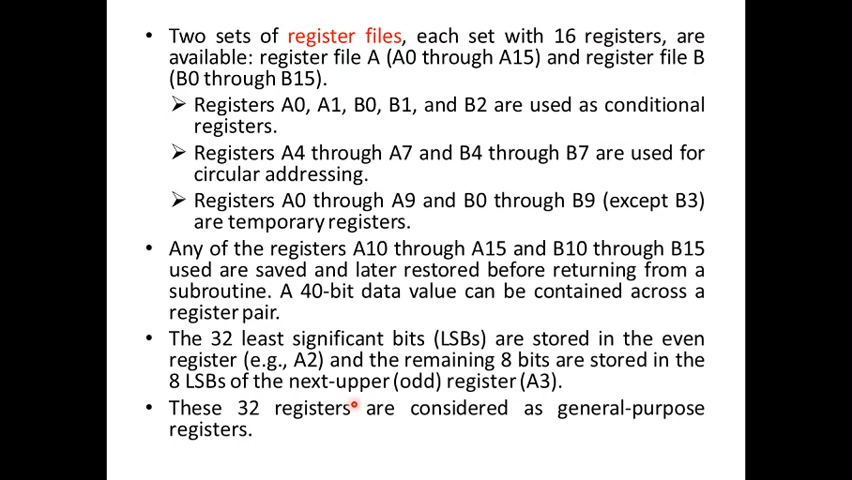 • Two sets of register files, each set with 16 registers, are
available: register file A (A0 through A15) and register file B
(B0 through B15).
➢ Registers A0, A1, B0, B1, and B2 are used as conditional
registers.
➢ Registers A4 through A7 and B4 through B7 are used for
circular addressing.
➢ Registers A0 through A9 and B0 through B9 (except B3)
are temporary registers.
• Any of the registers A10 through A15 and B10 through B15
used are saved and later restored before returning from a
subroutine. A 40-bit data value can be contained across a
register pair.
• The 32 least significant bits (LSBs) are stored in the even
register (e.g., A2) and the remaining 8 bits are stored in the
8 LSBs of the next-upper (odd) register (A3).
• These 32 registers are considered as general-purpose
registers.